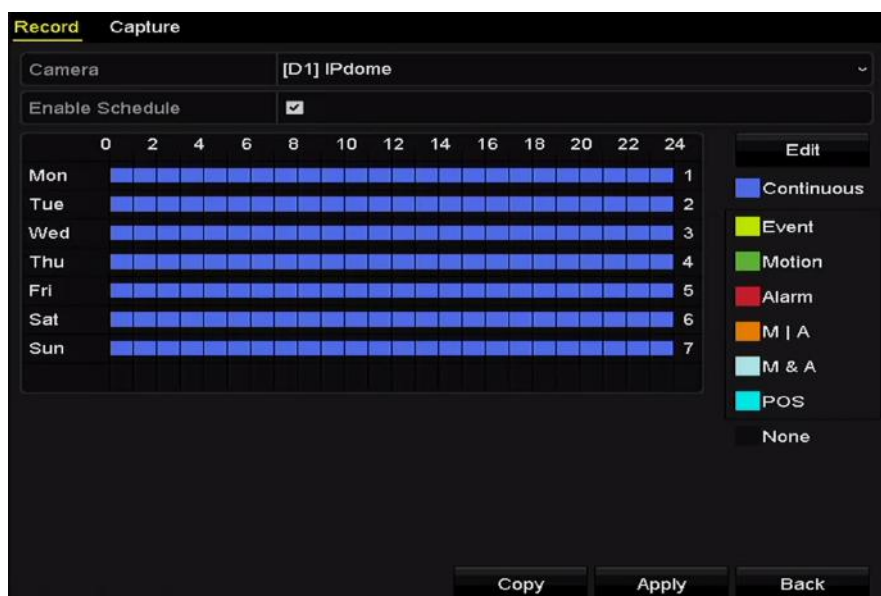 Record Capture
Camera [D1] IPdome
Enable Schedule
0 2 4 6 8 10 12 14 16 18 20 22 24 Edit
Mon 1 Continuous
Tue 2
Wed 3 Event
Thu 4 Motion
Fri 5 Alarm
Sat 6 M | A
Sun 7
M & A
POS
None
Copy Apply Back